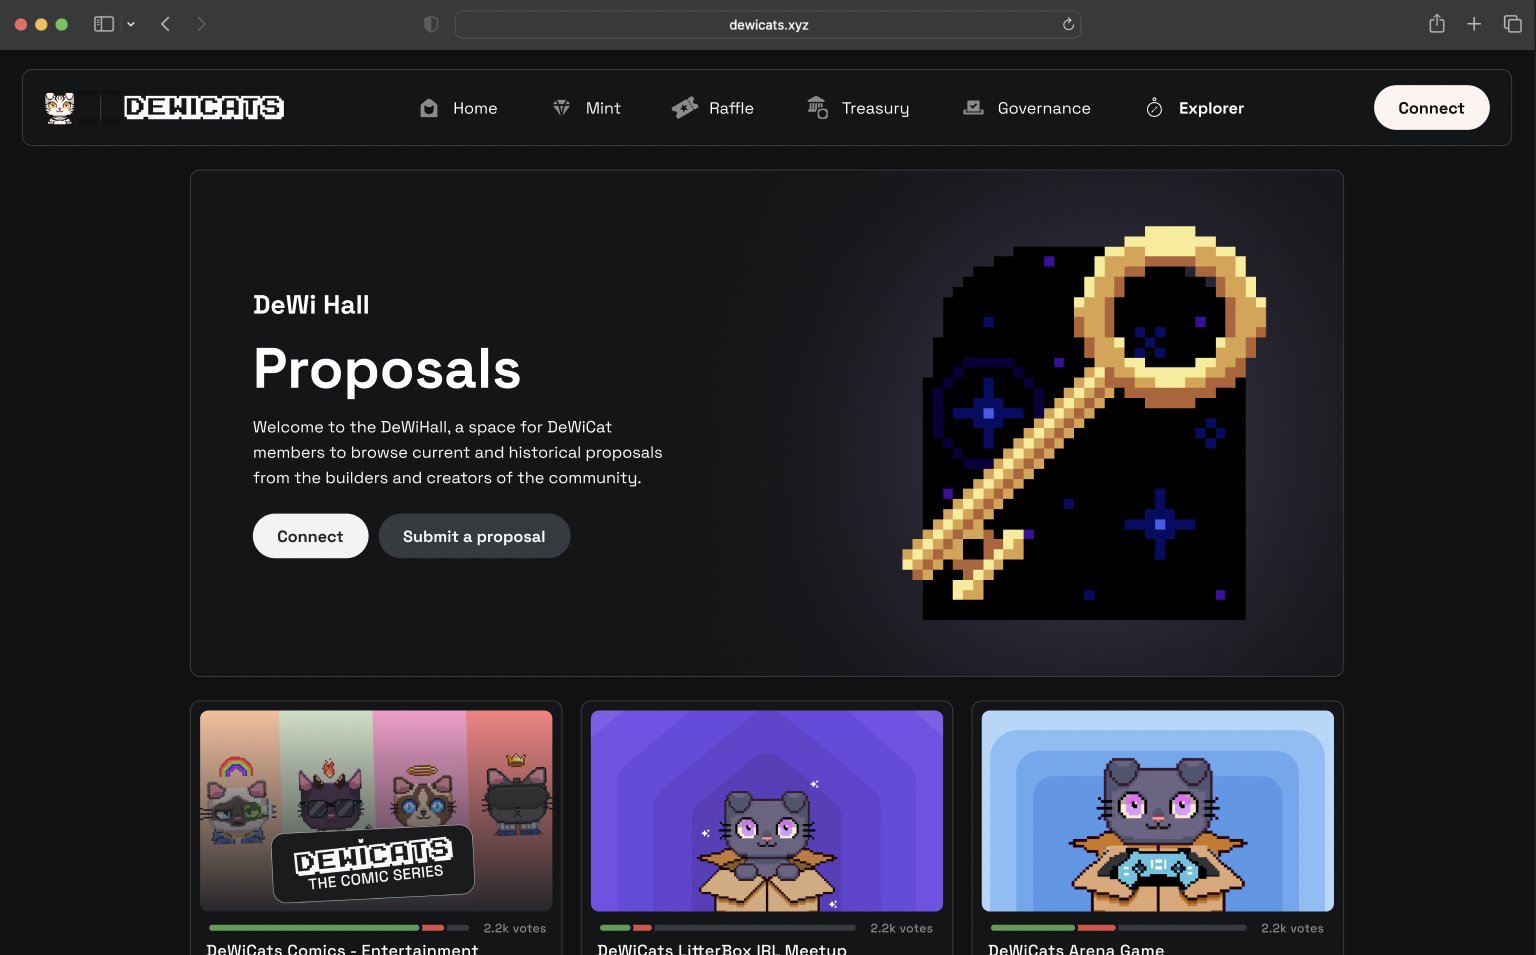 dewicats.xyz
DEWICATS
Home
Mint
Raffle
Treasury
Governance
Explorer
Connect
DeWi Hall
Proposals
Welcome to the DeWiHall, a space for DeWiCat
members to browse current and historical proposals
from the builders and creators of the community.
Connect
Submit a proposal
DEWICATS
THE COMIC SERIES
2.2k votes
DeWiCats Comics - Entertainment
2.2k votes
DeWiCats LitterBox IRL Meetup
2.2k votes
DeWiCats Arena Game